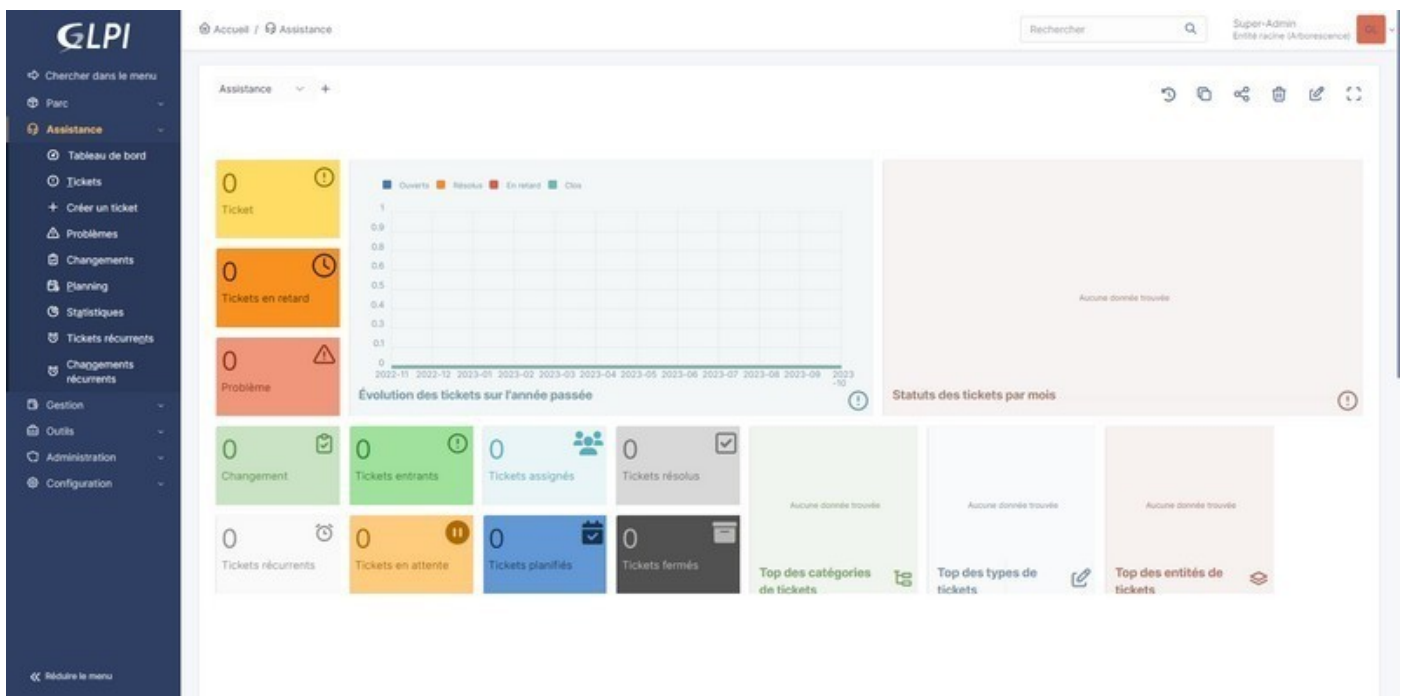 GLPI
Accueil / Assistance
Rechercher
Super-Admin
Entité racine (Arborescence)
GL
Chercher dans le menu
Parc
Assistance
Tableau de bord
Tickets
Créer un ticket
Problèmes
Changements
Planning
Statistiques
Tickets récurrents
Changements
récurrents
Gestion
Outils
Administration
Configuration
Réduire le menu
Assistance
0
Ticket
0
Tickets en retard
0
Problème
Ouverts Résolus En retard Clos
1
0.9
0.8
0.6
0.5
0.4
0.3
0.1
0
2022-11 2022-12 2023-01 2023-02 2023-03 2023-04 2023-05 2023-06 2023-07 2023-08 2023-09 2023
-10
Évolution des tickets sur l'année passée
Aucune donnée trouvée
Statuts des tickets par mois
0
Changement
0
Tickets entrants
0
Tickets assignés
0
Tickets résolus
0
Tickets récurrents
0
Tickets en attente
0
Tickets planifiés
0
Tickets fermés
Aucune donnée trouvée
Top des catégories
de tickets
Aucune donnée trouvée
Top des types de
tickets
Aucune donnée trouvée
Top des entités de
tickets